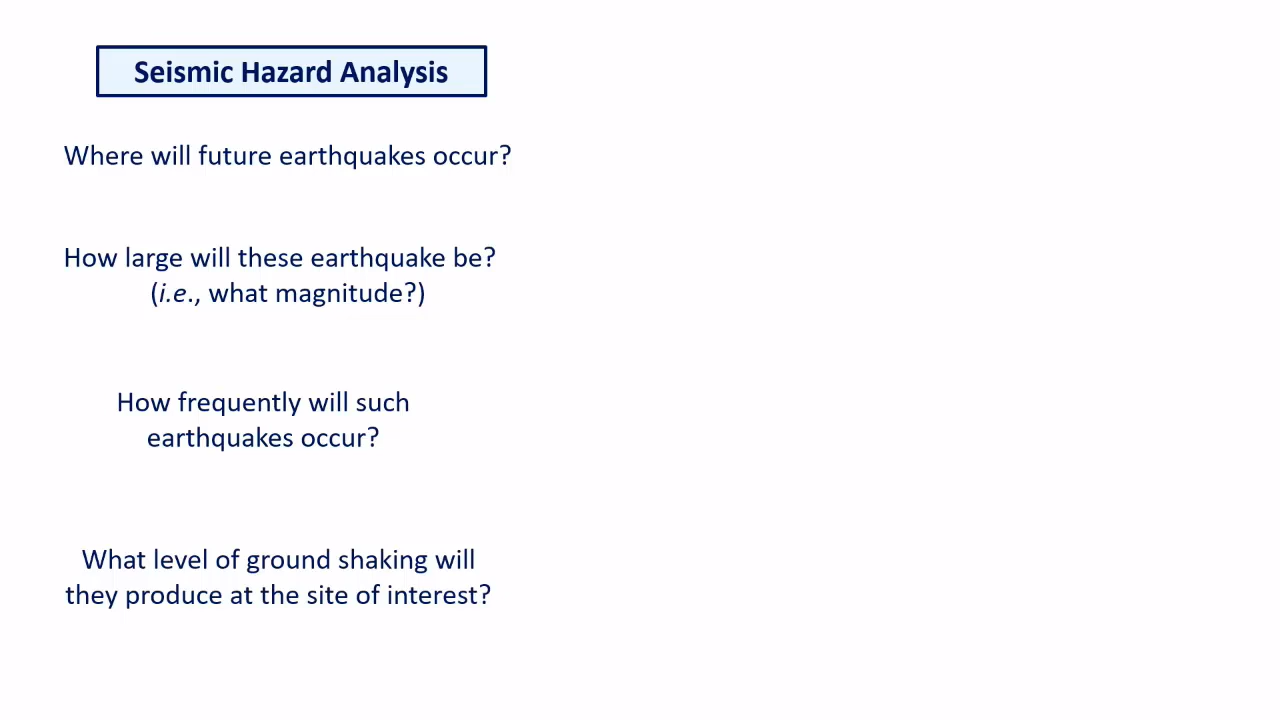 Seismic Hazard Analysis
Where will future earthquakes occur?
How large will these earthquake be?
(i.e., what magnitude?)
How frequently will such
earthquakes occur?
What level of ground shaking will
they produce at the site of interest?